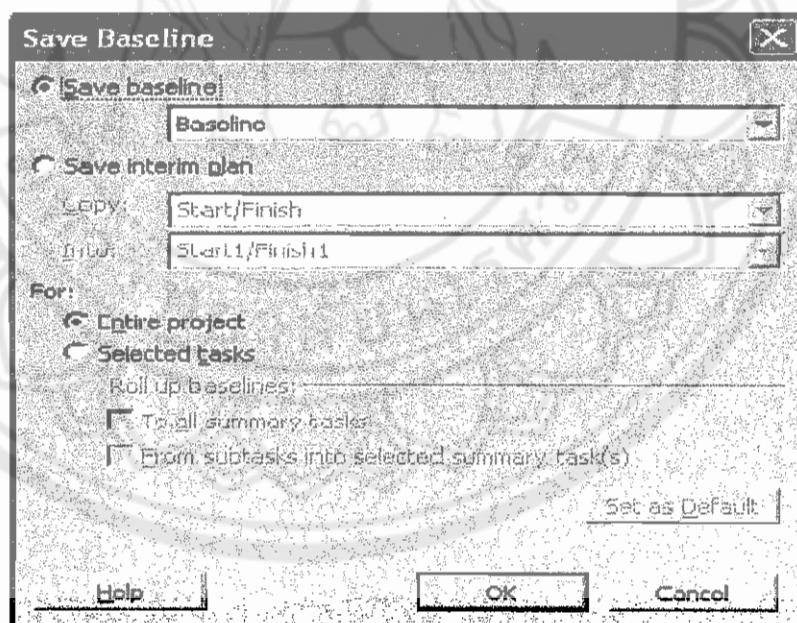 Save Baseline
Save baseline
Baseline
Save interim plan
Copy: Start/Finish
Into: Start1/Finish1
For:
Entire project
Selected tasks
Roll up baselines:
To all summary tasks
From subtasks into selected summary task(s)
Set as Default
Help OK Cancel